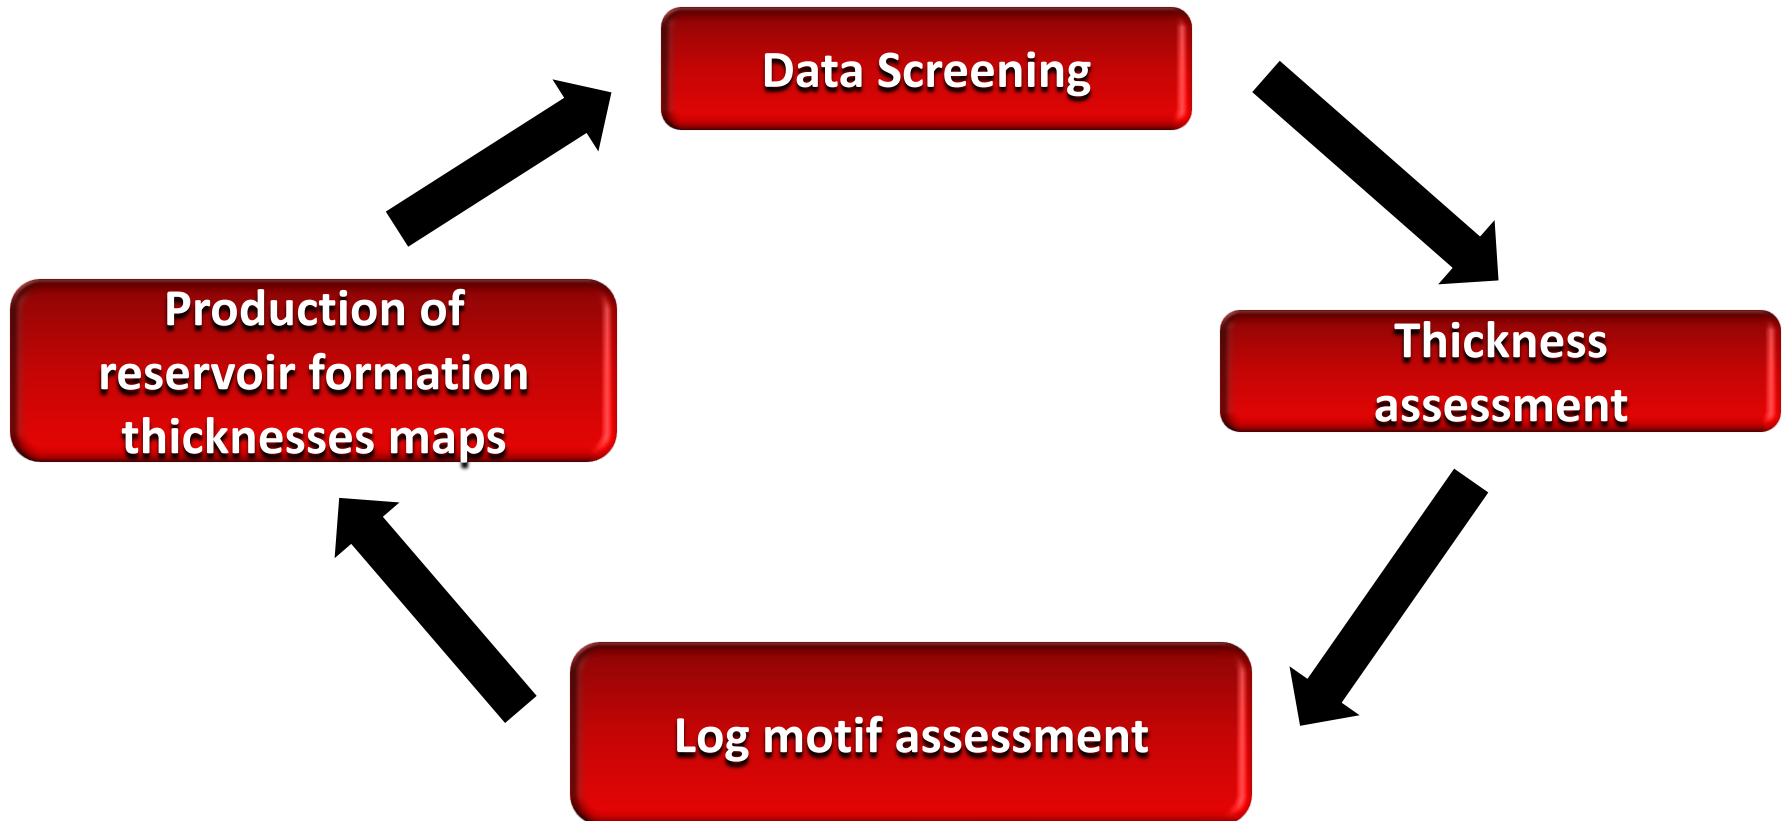 Data Screening
Production of
reservoir formation
thicknesses maps
Thickness
assessment
Log motif assessment